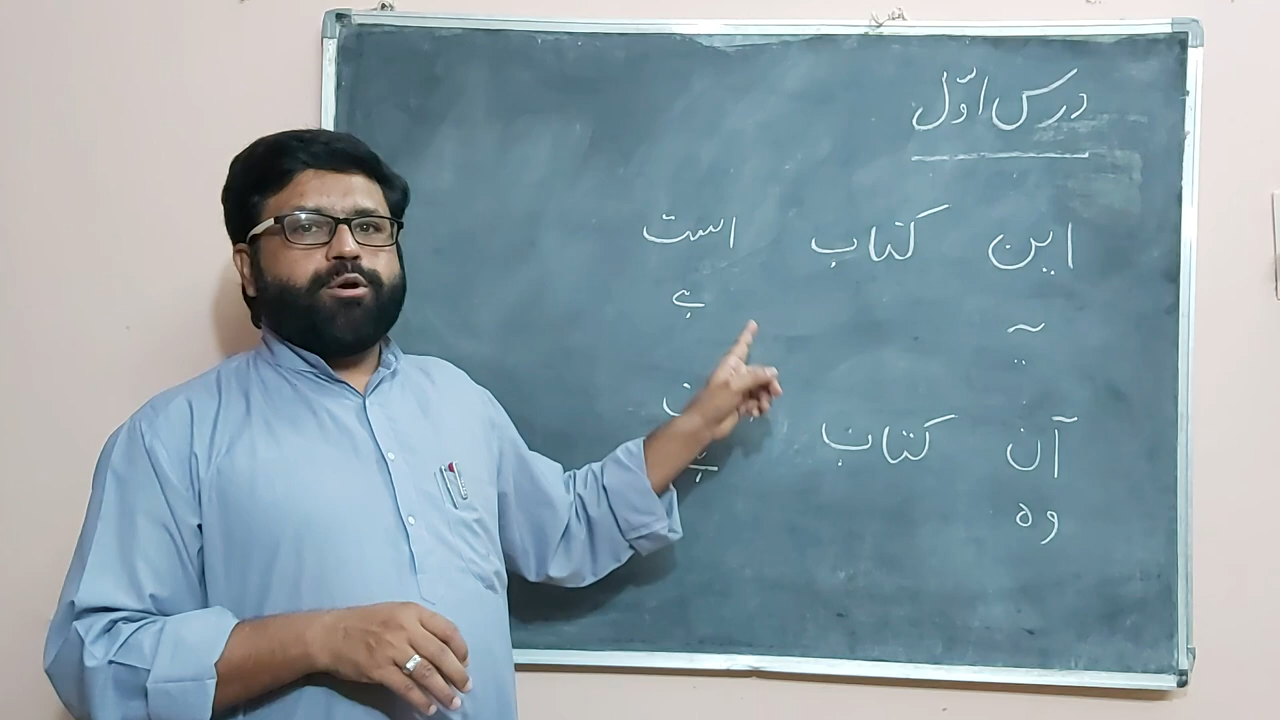 درس اوّل
این کتاب است
یہ ہے
آن کتاب
وہ